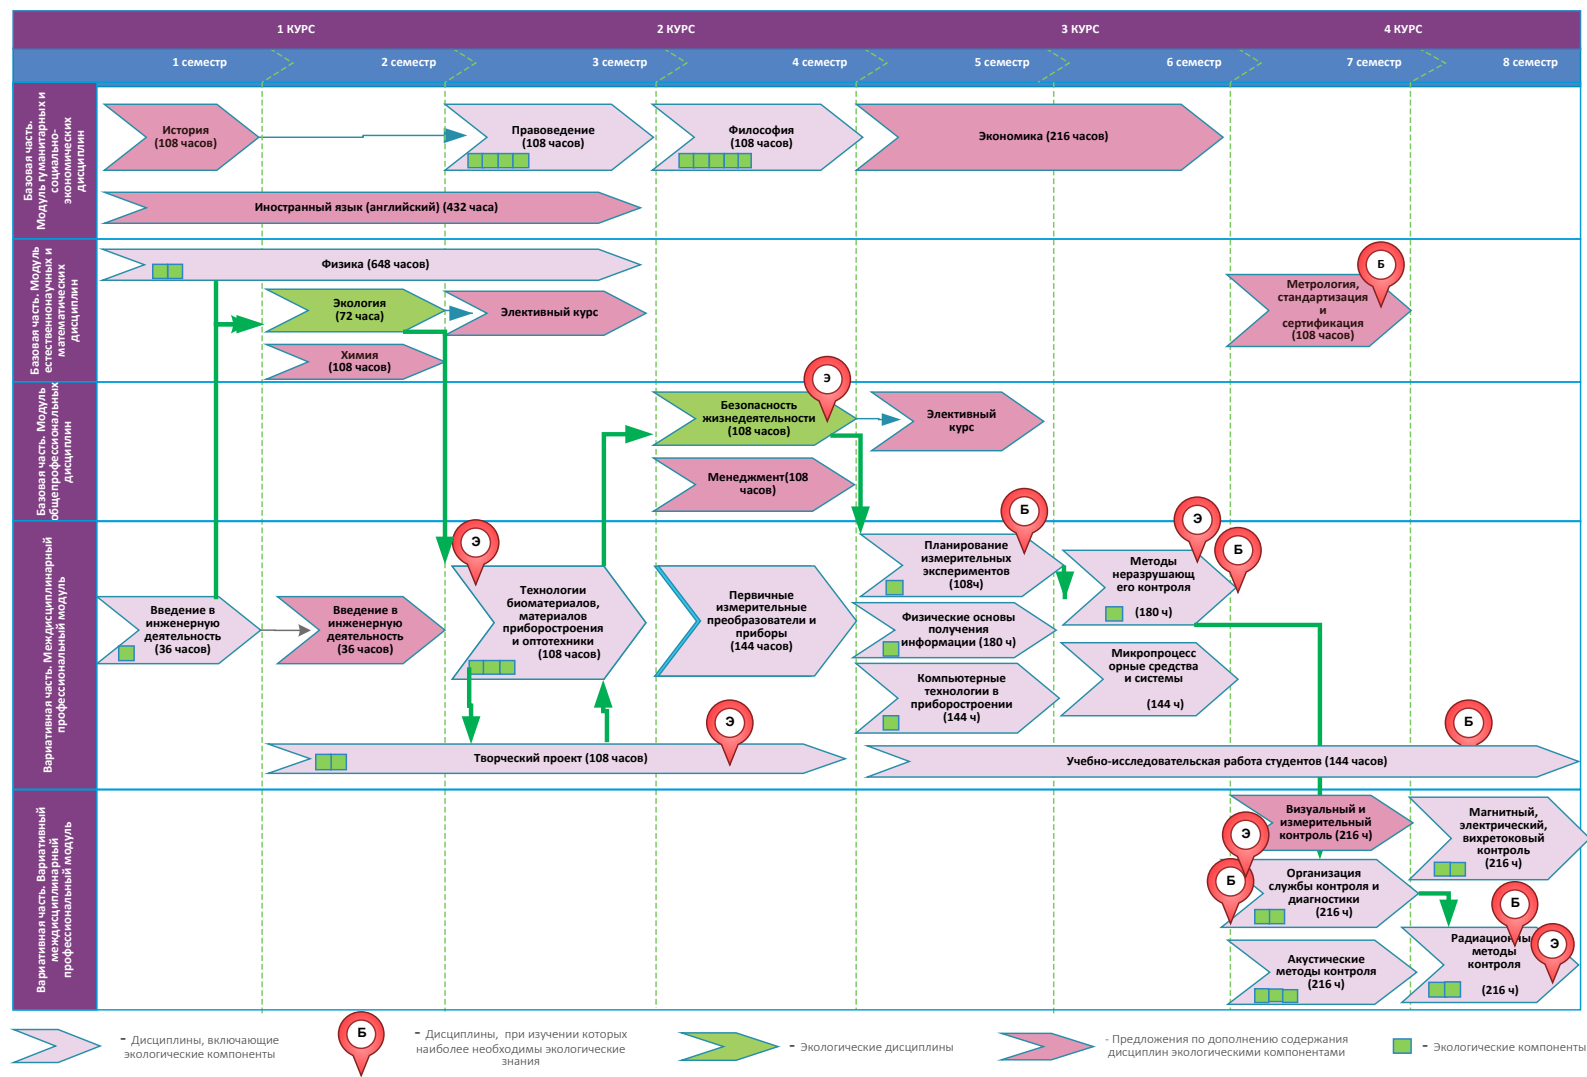 1 КУРС
2 КУРС
3 КУРС
4 КУРС
1 семестр
2 семестр
3 семестр
4 семестр
5 семестр
6 семестр
7 семестр
8 семестр
Базовая часть.
Модуль гуманитарных и
социально-
экономических
дисциплин
История
(108 часов)
Правоведение
(108 часов)
Философия
(108 часов)
Экономика (216 часов)
Иностранный язык (английский) (432 часа)
Базовая часть. Модуль
естественнонаучных и
математических
дисциплин
Физика (648 часов)
Экология
(72 часа)
Элективный курс
Химия
(108 часов)
Б
Метрология,
стандартизация
и
сертификация
(108 часов)
Базовая часть. Модуль
общепрофессиональных
дисциплин
Э
Безопасность
жизнедеятельности
(108 часов)
Элективный
курс
Менеджмент(108
часов)
Вариативная часть. Междисциплинарный
профессиональный модуль
Введение в
инженерную
деятельность
(36 часов)
Введение в
инженерную
деятельность
(36 часов)
Э
Технологии
биоматериалов,
материалов
приборостроения
и оптотехники
(108 часов)
Первичные
измерительные
преобразователи и
приборы
(144 часов)
Б
Планирование
измерительных
экспериментов
(108ч)
Э
Б
Методы
неразрушающ
его контроля
(180 ч)
Физические основы
получения
информации (180 ч)
Микропроцесс
орные средства
и системы
(144 ч)
Компьютерные
технологии в
приборостроении
(144 ч)
Э
Творческий проект (108 часов)
Б
Учебно-исследовательская работа студентов (144 часов)
Вариативная часть. Вариативный
междисциплинарный
профессиональный модуль
Визуальный и
измерительный
контроль (216 ч)
Магнитный,
электрический,
вихретоковый
контроль
(216 ч)
Э
Б
Организация
службы контроля и
диагностики
(216 ч)
Б
Э
Радиационны
методы
контроля
(216 ч)
Акустические
методы контроля
(216 ч)
- Дисциплины, включающие
экологические компоненты
Б
- Дисциплины, при изучении которых
наиболее необходимы экологические
знания
- Экологические дисциплины
- Предложения по дополнению содержания
дисциплин экологическими компонентами
- Экологические компоненты